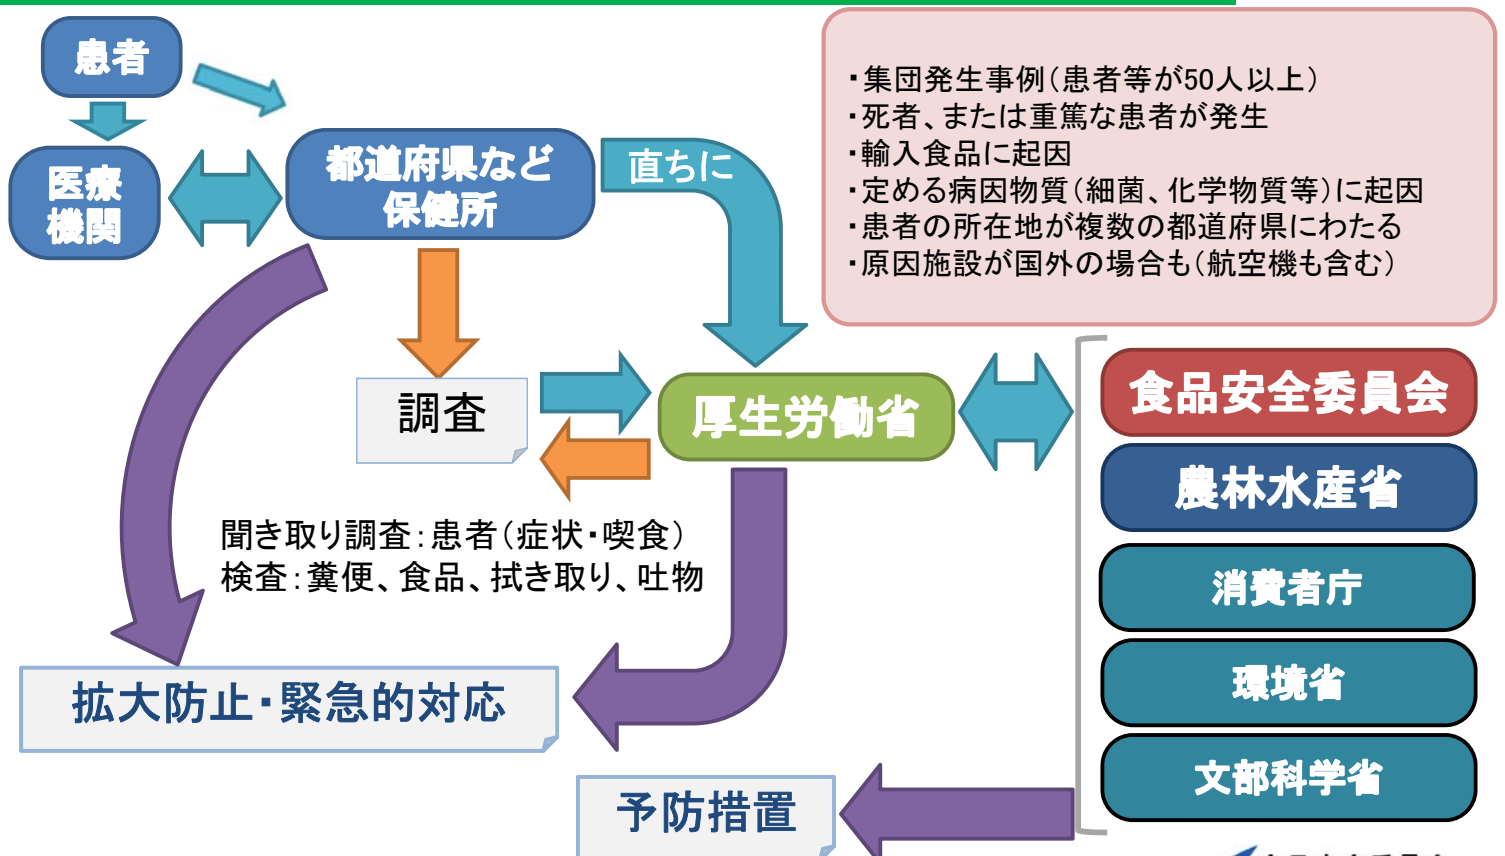 患者
・集団発生事例（患者等が50人以上）
・死者、または重篤な患者が発生
・輸入食品に起因
・定める病因物質（細菌、化学物質等）に起因
・患者の所在地が複数の都道府県にわたる
・原因施設が国外の場合も（航空機も含む）
医療
機関
都道府県など
保健所
直ちに
調査
厚生労働省
食品安全委員会
農林水産省
消費者庁
環境省
文部科学省
聞き取り調査：患者（症状・喫食）
検査：糞便、食品、拭き取り、吐物
拡大防止・緊急的対応
予防措置